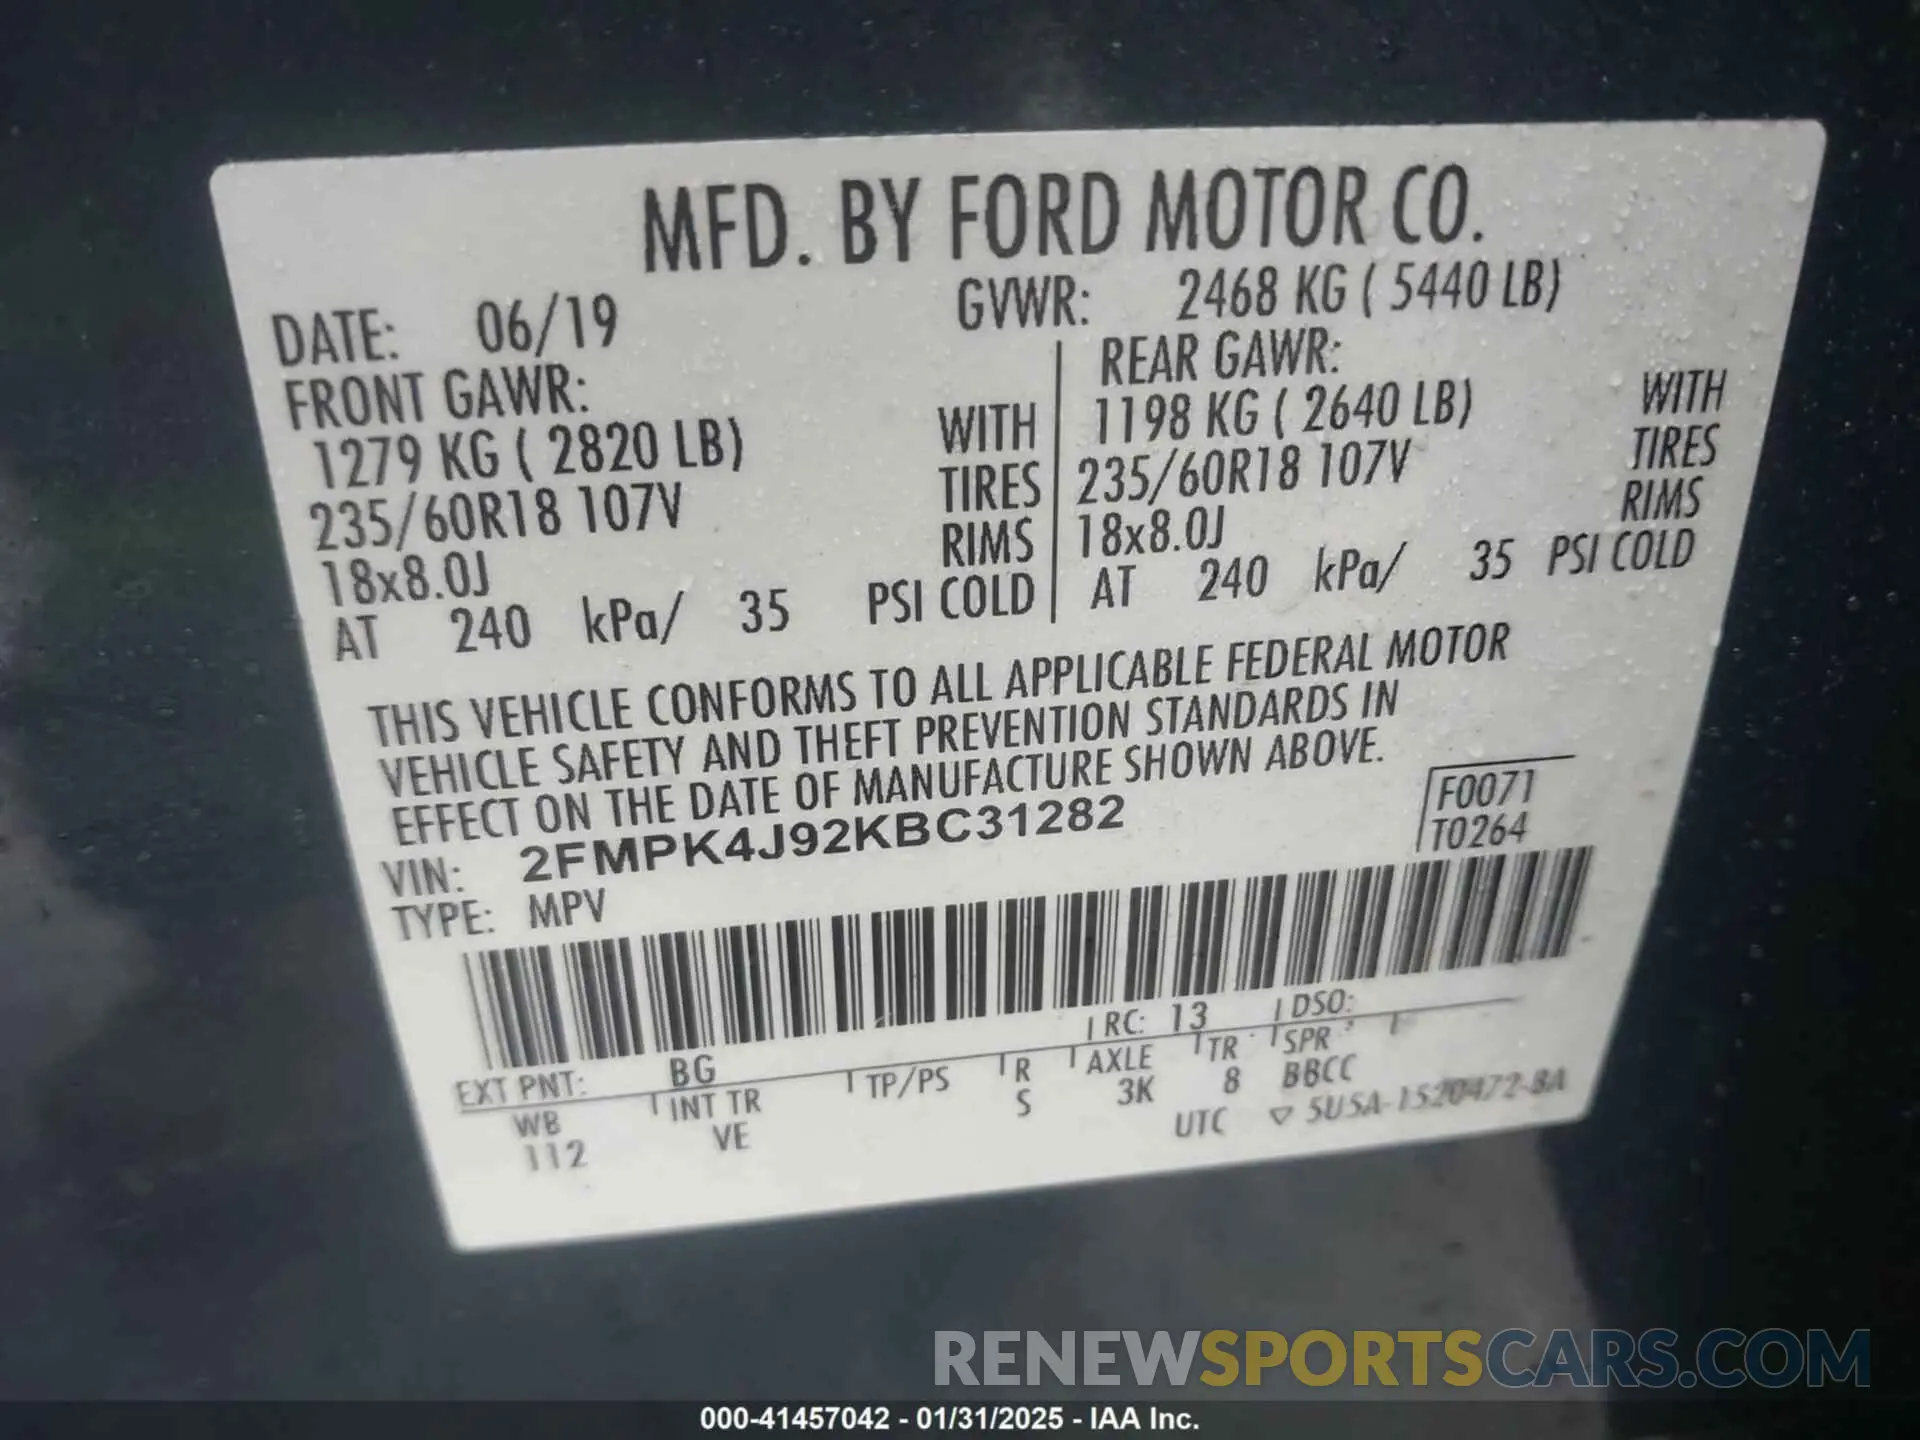 MFD. BY FORD MOTOR CO.
DATE: 06/19 GVWR: 2468 KG ( 5440 LB)
FRONT GAWR: REAR GAWR:
1279 KG ( 2820 LB) WITH 1198 KG ( 2640 LB) WITH
235/60R18 107V TIRES 235/60R18 107V TIRES
18x8.0J RIMS 18x8.0J RIMS
AT 240 kPa/ 35 PSI COLD AT 240 kPa/ 35 PSI COLD
THIS VEHICLE CONFORMS TO ALL APPLICABLE FEDERAL MOTOR
VEHICLE SAFETY AND THEFT PREVENTION STANDARDS IN
EFFECT ON THE DATE OF MANUFACTURE SHOWN ABOVE.
VIN: 2FMPK4J92KBC31282
F0071
T0264
TYPE: MPV
EXT PNT: BG RC: 13 DSO:
WB INT TR TP/PS R AXLE TR SPR
112 VE S 3K 8 BBCC
UTC ▽ 5U5A-1520472-BA
RENEWSPORTSCARS.COM
000-41457042 - 01/31/2025 - IAA Inc.